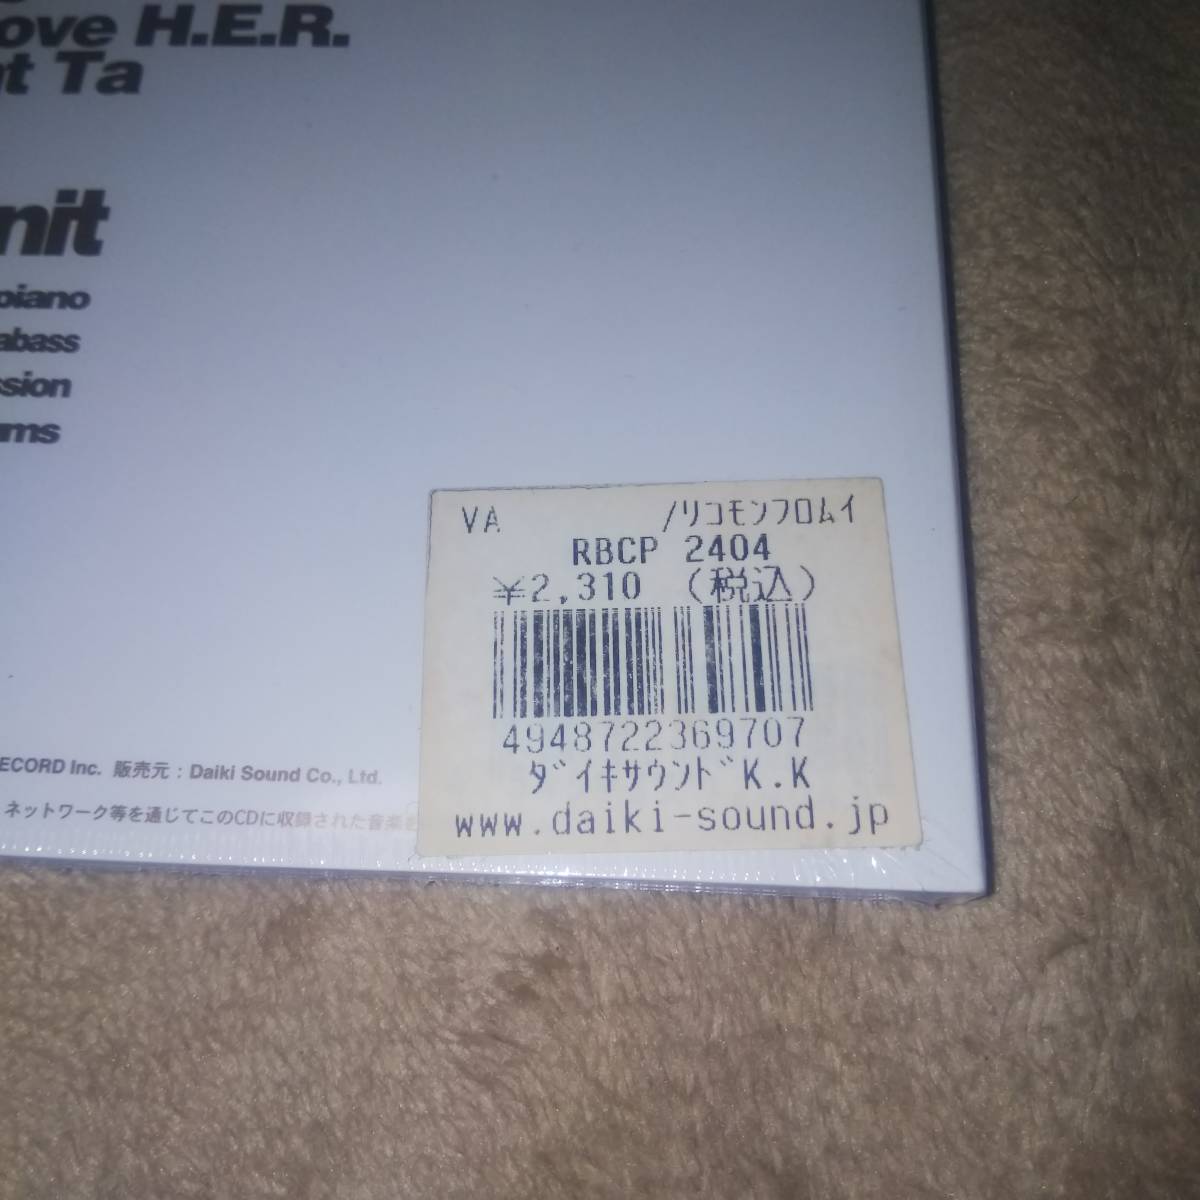 ove H.E.R.
nt Ta
nit
piano
abass
ssion
ums
VA /リコモンフロムイ
RBCP 2404
¥2,310 (税込)
4948722369707
ダイキサウンドK.K
www.daiki-sound.jp
ECORD Inc. 販売元 : Daiki Sound Co., Ltd.
ネットワーク等を通じてこのCDに収録された音楽